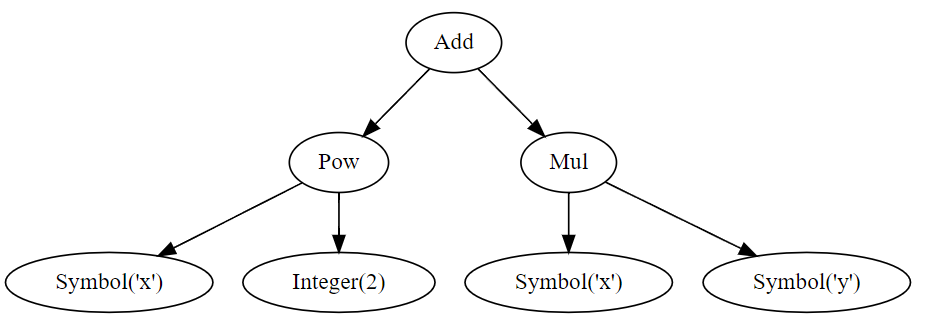 Add
Pow
Mul
Symbol('x')
Integer(2)
Symbol('x')
Symbol('y')